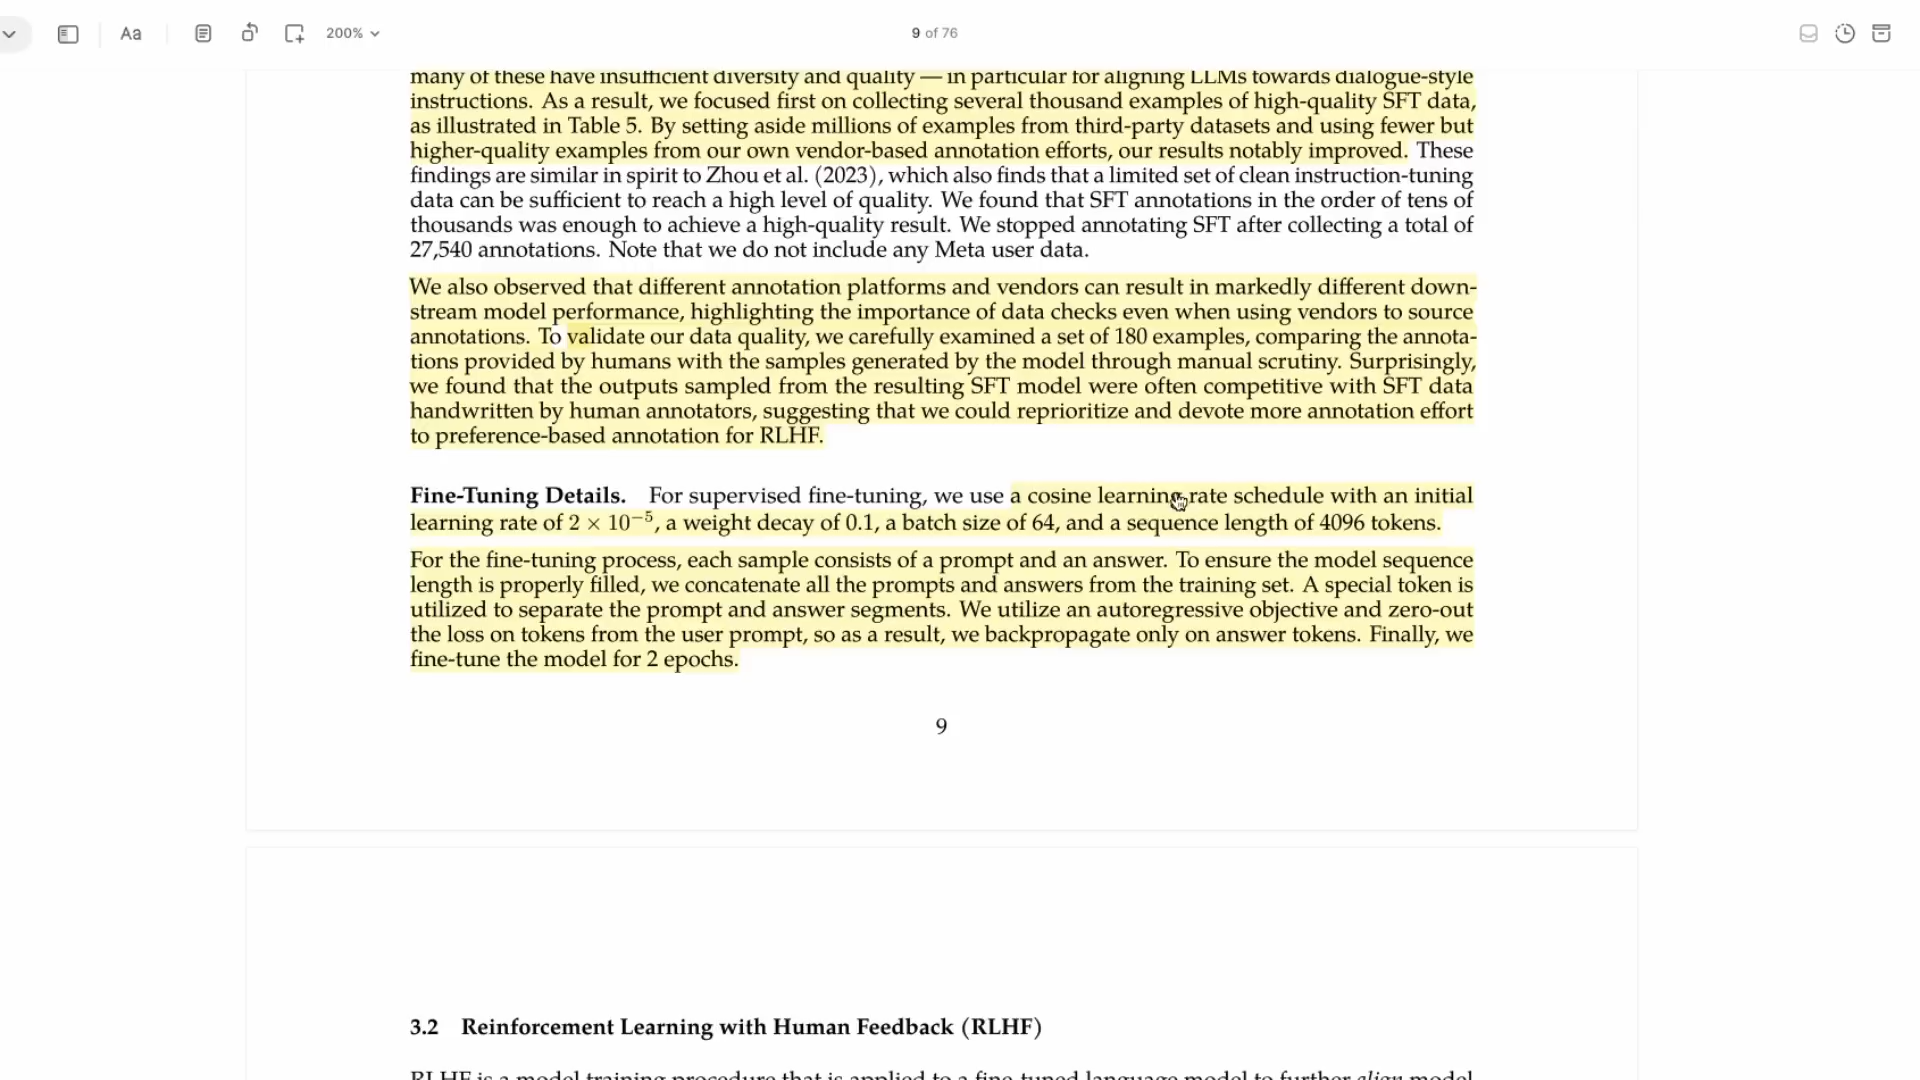 Aa
200%
9 of 76
many of these have insufficient diversity and quality — in particular for aligning LLMs towards dialogue-style
instructions. As a result, we focused first on collecting several thousand examples of high-quality SFT data,
as illustrated in Table 5. By setting aside millions of examples from third-party datasets and using fewer but
higher-quality examples from our own vendor-based annotation efforts, our results notably improved. These
findings are similar in spirit to Zhou et al. (2023), which also finds that a limited set of clean instruction-tuning
data can be sufficient to reach a high level of quality. We found that SFT annotations in the order of tens of
thousands was enough to achieve a high-quality result. We stopped annotating SFT after collecting a total of
27,540 annotations. Note that we do not include any Meta user data.
We also observed that different annotation platforms and vendors can result in markedly different down-
stream model performance, highlighting the importance of data checks even when using vendors to source
annotations. To validate our data quality, we carefully examined a set of 180 examples, comparing the annota-
tions provided by humans with the samples generated by the model through manual scrutiny. Surprisingly,
we found that the outputs sampled from the resulting SFT model were often competitive with SFT data
handwritten by human annotators, suggesting that we could reprioritize and devote more annotation effort
to preference-based annotation for RLHF.
Fine-Tuning Details. For supervised fine-tuning, we use a cosine learning rate schedule with an initial
learning rate of 2 × 10⁻⁵, a weight decay of 0.1, a batch size of 64, and a sequence length of 4096 tokens.
For the fine-tuning process, each sample consists of a prompt and an answer. To ensure the model sequence
length is properly filled, we concatenate all the prompts and answers from the training set. A special token is
utilized to separate the prompt and answer segments. We utilize an autoregressive objective and zero-out
the loss on tokens from the user prompt, so as a result, we backpropagate only on answer tokens. Finally, we
fine-tune the model for 2 epochs.
9
3.2 Reinforcement Learning with Human Feedback (RLHF)
RLHF is a model training procedure that is applied to a fine-tuned language model to further align model